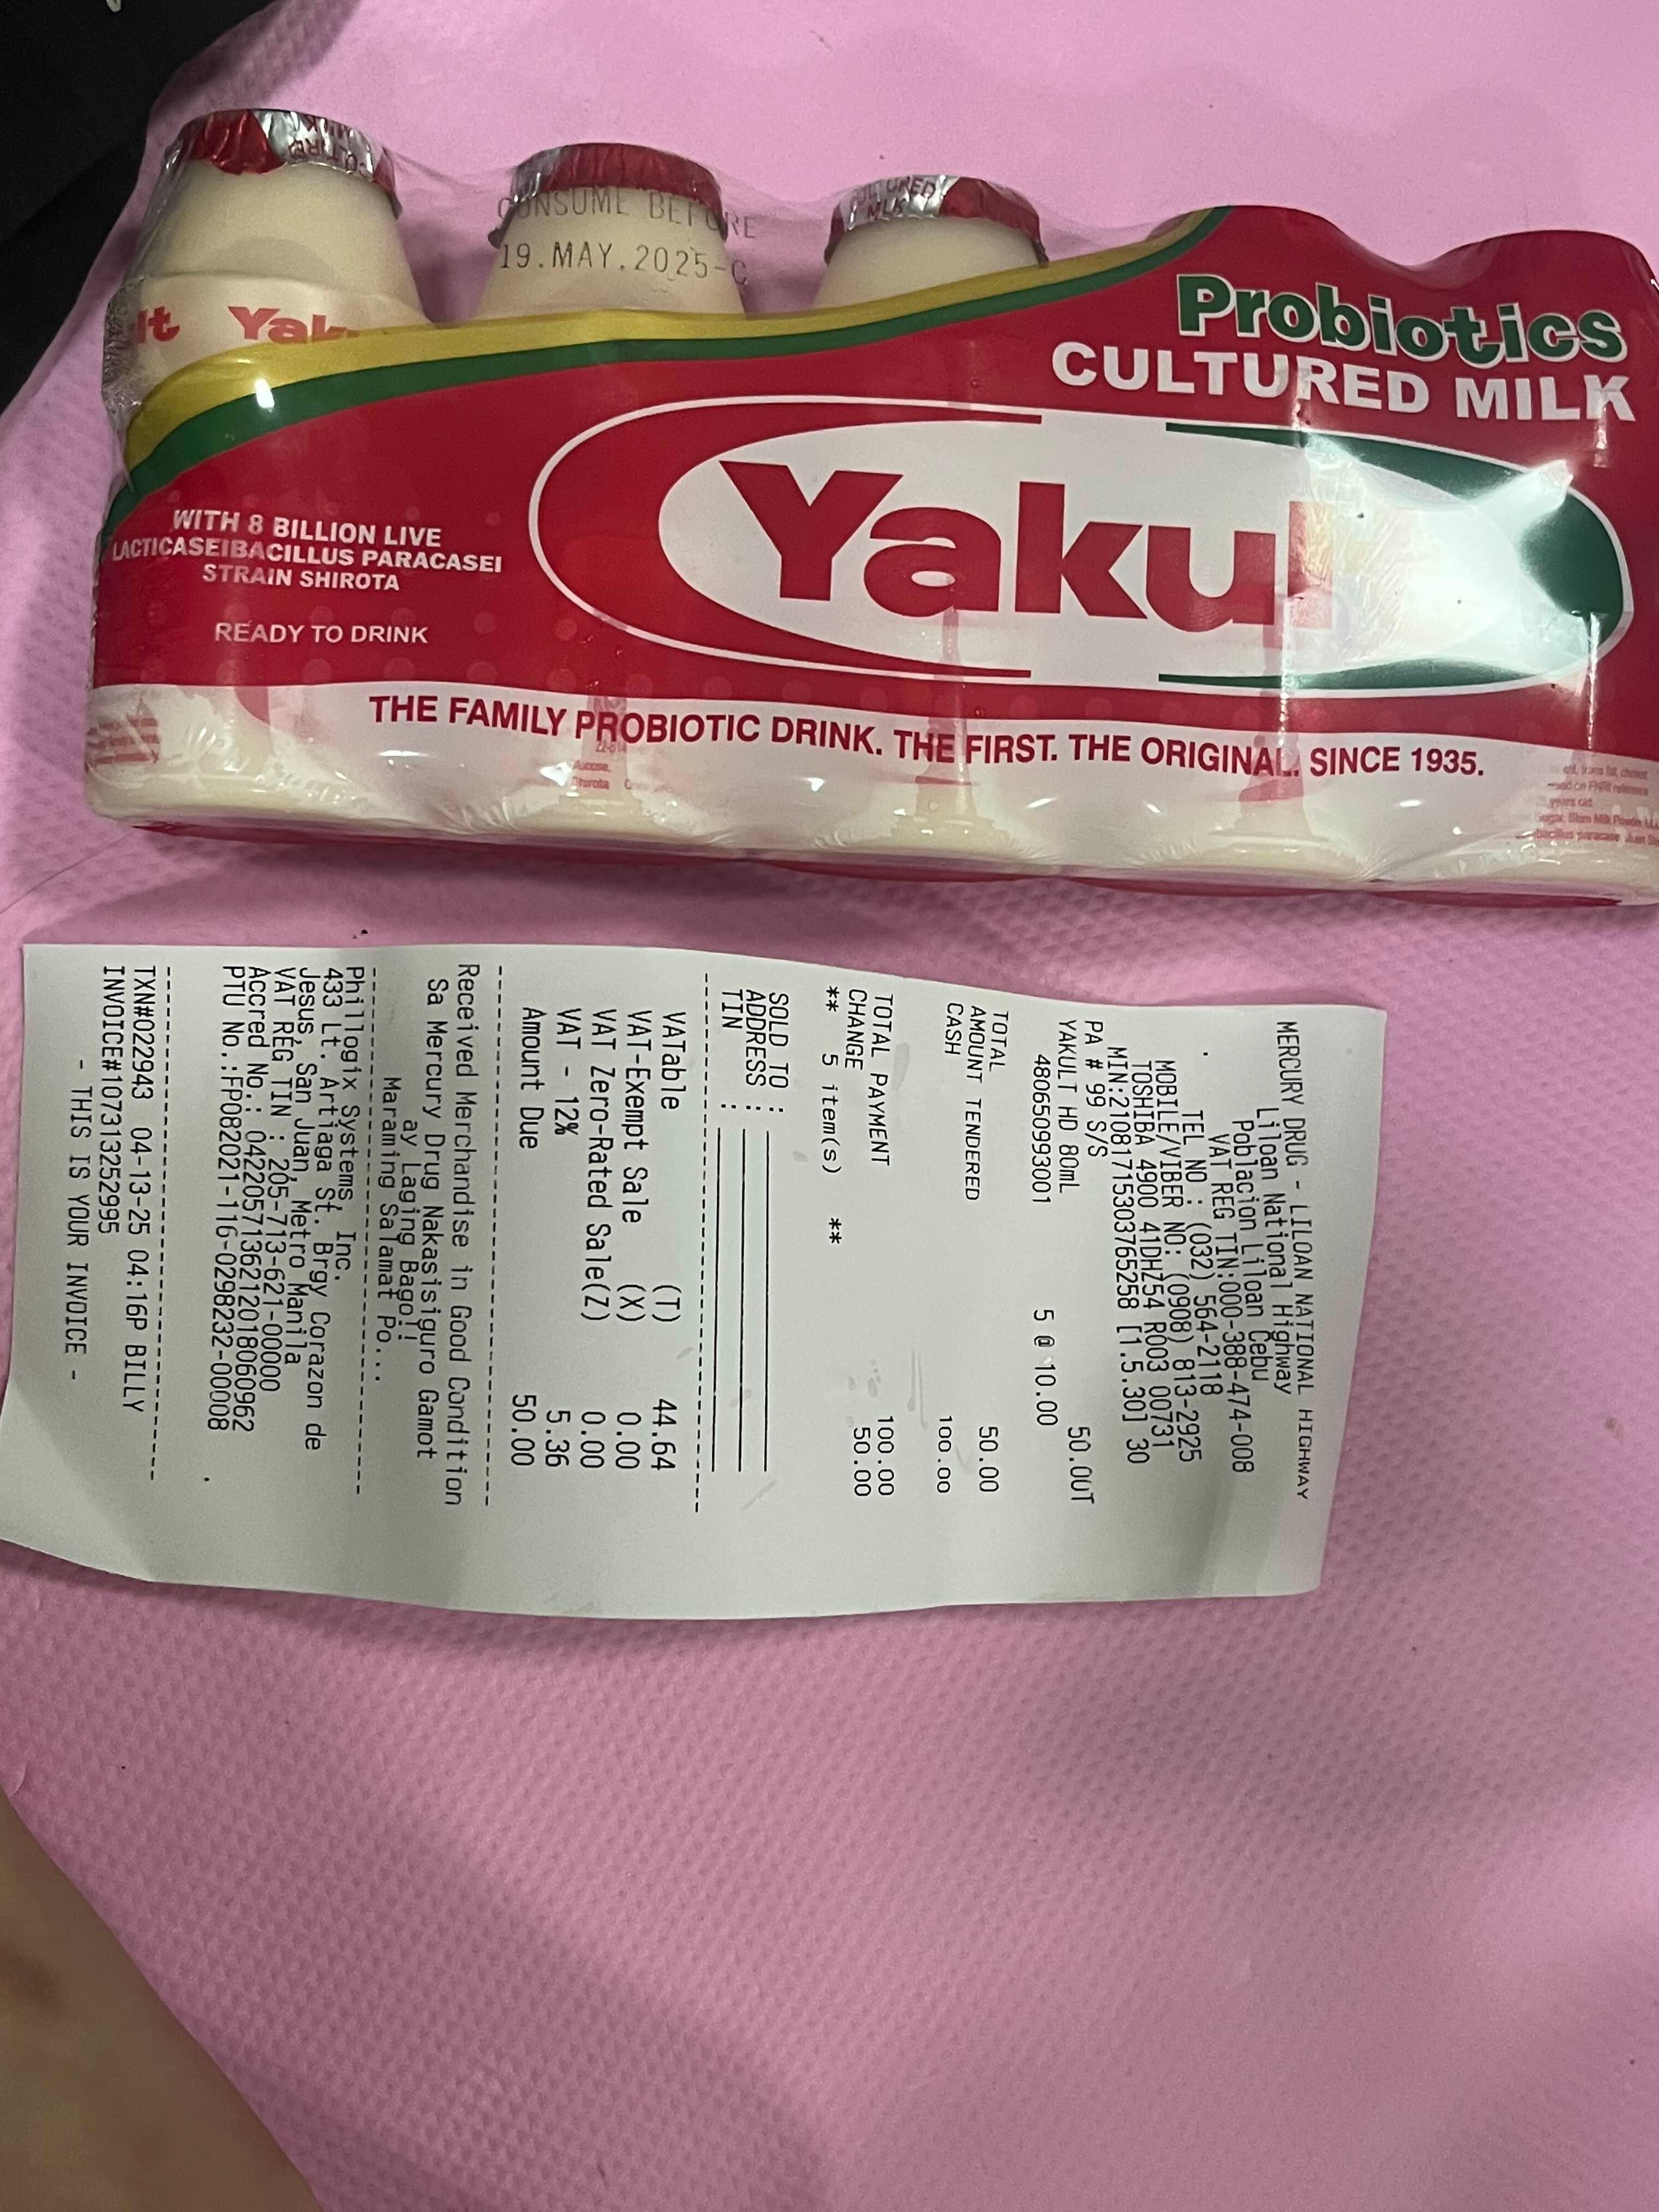 CONSUME BEFORE
19.MAY.2025-C
Probiotics
CULTURED MILK
Yaku
WITH 8 BILLION LIVE
LACTICASEIBACILLUS PARACASEI
STRAIN SHIROTA
READY TO DRINK
THE FAMILY PROBIOTIC DRINK. THE FIRST. THE ORIGINAL. SINCE 1935.
MERCURY DRUG - LILOAN NATIONAL HIGHWAY
Liloan National Highway
Poblacion Liloan Cebu
VAT REG TIN:000-388-474-008
TEL NO : (032) 564-2118
MOBILE/VIBER NO: (0908) 813-2925
TOSHIBA 4900 41DHZ54 R003 00731
MIN:21081715303765258 [1.5.30] 30
PA # 99 S/S
YAKULT HD 80mL 50.00T
4806509993001 5 @ 10.00
TOTAL 50.00
AMOUNT TENDERED
CASH 100.00
TOTAL PAYMENT 100.00
CHANGE 50.00
** 5 item(s) **
SOLD TO :
ADDRESS :
TIN :
VATable (T) 44.64
VAT-Exempt Sale (X) 0.00
VAT Zero-Rated Sale(Z) 0.00
VAT - 12% 5.36
Amount Due 50.00
Received Merchandise in Good Condition
Sa Mercury Drug Nakasisiguro Gamot
ay Laging Bago!!
Maraming Salamat Po...
Phillogix Systems, Inc.
433 Lt. Artiaga St. Brgy Corazon de
Jesus, San Juan, Metro Manila
VAT REG TIN : 205-713-621-00000
Accred No.: 0422057136212018060962
PTU No.:FP082021-116-0298232-00008
TXN#022943 04-13-25 04:16P BILLY
INVOICE#107313252995
- THIS IS YOUR INVOICE -